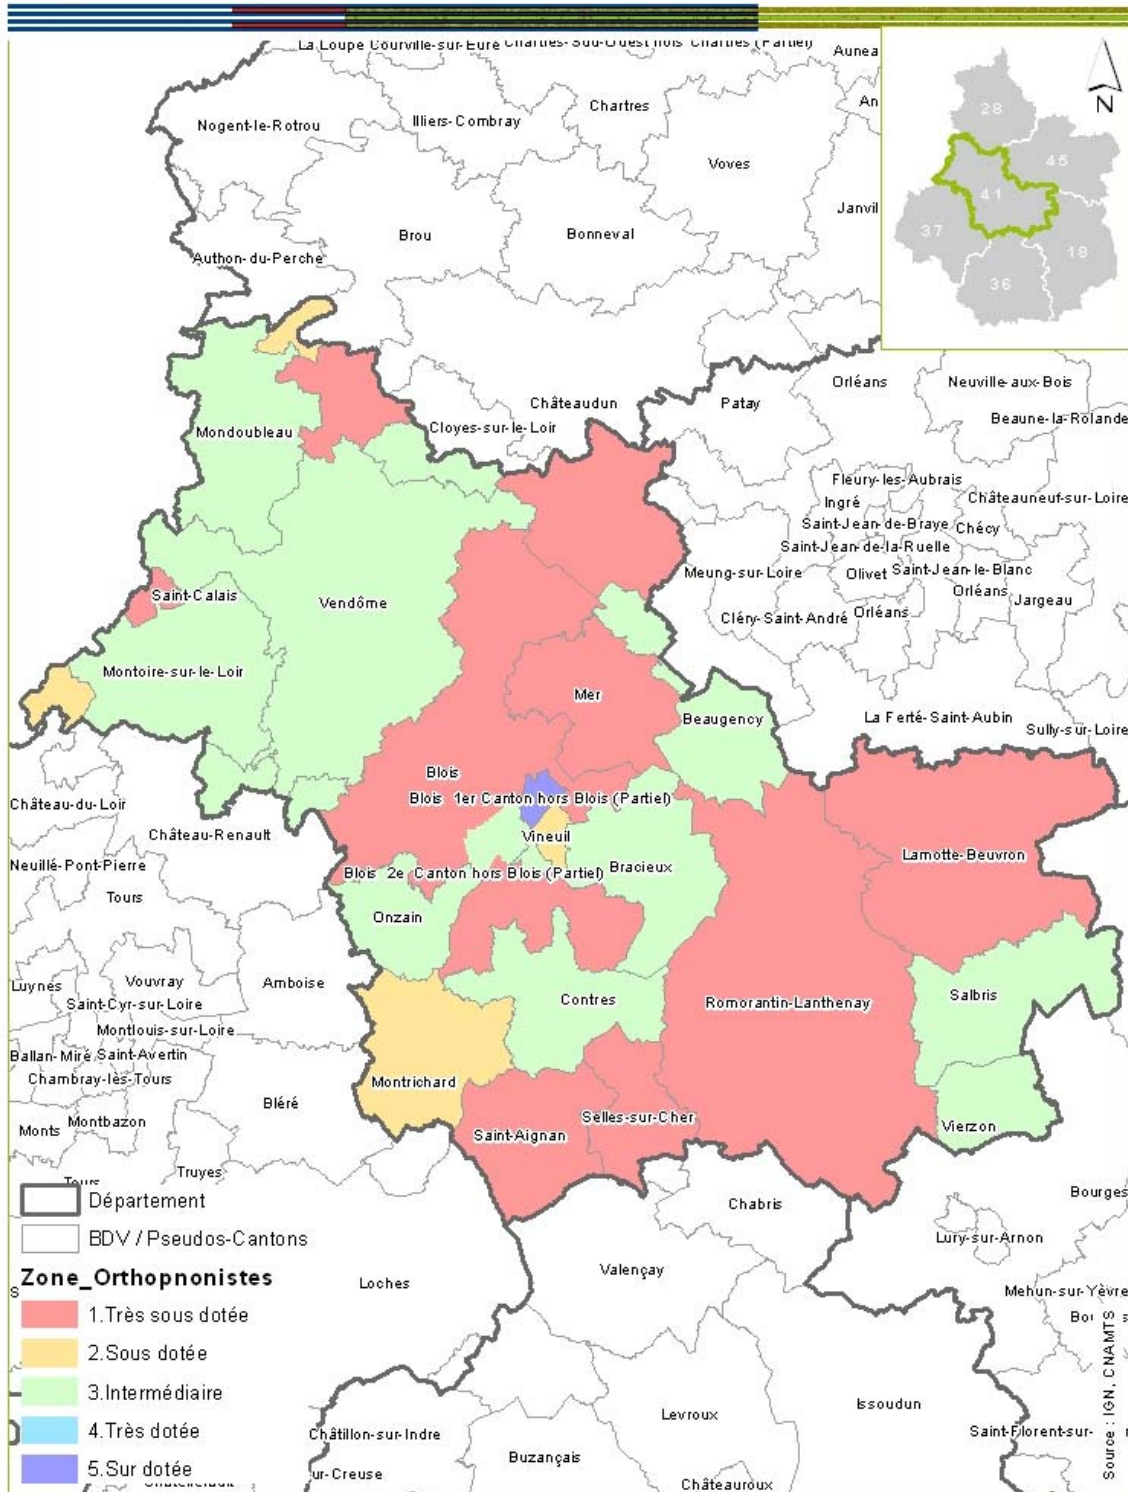 La Loupe Courville-sur-Eure Chartres-Sud-Ouest hors Chartres (Partiel)
Aunea
An
Chartres
Illiers-Combray
Nogent-le-Rotrou
Voves
Janvil
Brou
Bonneval
Authon-du-Perche
N
28
45
41
37
18
36
Orléans
Neuville-aux-Bois
Patay
Beaune-la-Rolande
Châteaudun
Cloyes-sur-le-Loir
Mondoubleau
Fleury-les-Aubrais
Ingré
Châteauneuf-sur-Loire
Saint-Jean-de-Braye
Chécy
Saint-Jean-de-la-Ruelle
Meung-sur-Loire
Olivet
Saint-Jean-le-Blanc
Orléans
Jargeau
Cléry-Saint-André
Orléans
Saint-Calais
Vendôme
Montoire-sur-le-Loir
Mer
Beaugency
La Ferté-Saint-Aubin
Sully-sur-Loire
Blois
Blois 1er Canton hors Blois (Partiel)
Château-du-Loir
Château-Renault
Vineuil
Lamotte-Beuvron
Neuillé-Pont-Pierre
Blois 2e Canton hors Blois (Partiel)
Bracieux
Tours
Onzain
Luynes
Vouvray
Amboise
Saint-Cyr-sur-Loire
Contres
Romorantin-Lanthenay
Salbris
Montlouis-sur-Loire
Ballan-Miré
Saint-Avertin
Chambray-lès-Tours
Montrichard
Bléré
Monts
Montbazon
Selles-sur-Cher
Saint-Aignan
Vierzon
Truyes
Tours
Chabris
Bourges
Lury-sur-Arnon
Valençay
Loches
Mehun-sur-Yèvre
Issoudun
Levroux
Saint-Florent-sur-
Châtillon-sur-Indre
Buzançais
ur-Creuse
Châteauroux
Département
BDV / Pseudos-Cantons
Zone_Orthopnonistes
1.Très sous dotée
2.Sous dotée
3.Intermédiaire
4.Très dotée
5.Sur dotée
Source : IGN, CNAMTS